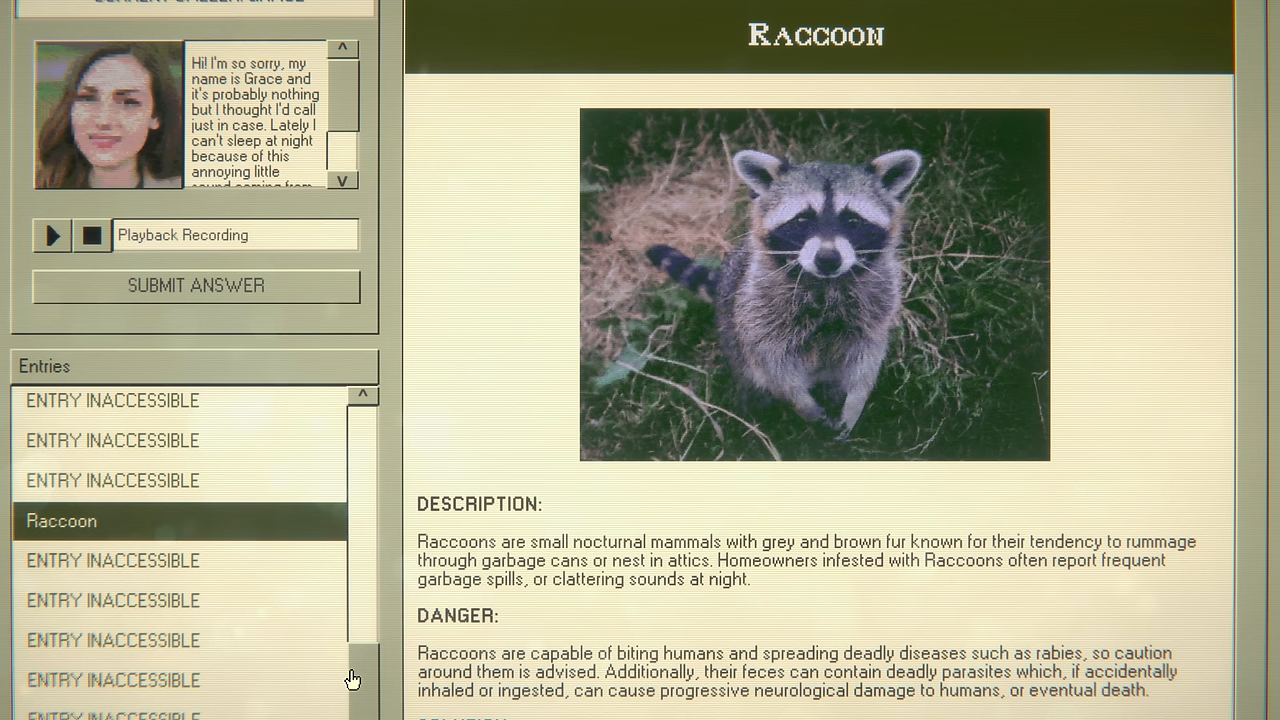 RACCOON
Hi! I'm so sorry, my
name is Grace and
it's probably nothing
but I thought I'd call
just in case. Lately I
can't sleep at night
because of this
annoying little
sound coming from
Playback Recording
SUBMIT ANSWER
Entries
ENTRY INACCESSIBLE
ENTRY INACCESSIBLE
ENTRY INACCESSIBLE
Raccoon
ENTRY INACCESSIBLE
ENTRY INACCESSIBLE
ENTRY INACCESSIBLE
ENTRY INACCESSIBLE
ENTRY INACCESSIBLE
DESCRIPTION:
Raccoons are small nocturnal mammals with grey and brown fur known for their tendency to rummage
through garbage cans or nest in attics. Homeowners infested with Raccoons often report frequent
garbage spills, or clattering sounds at night.
DANGER:
Raccoons are capable of biting humans and spreading deadly diseases such as rabies, so caution
around them is advised. Additionally, their feces can contain deadly parasites which, if accidentally
inhaled or ingested, can cause progressive neurological damage to humans, or eventual death.